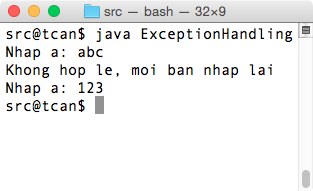 src — bash — 32×9
src@tcan$ java ExceptionHandling
Nhap a: abc
Khong hop le, moi ban nhap lai
Nhap a: 123
src@tcan$